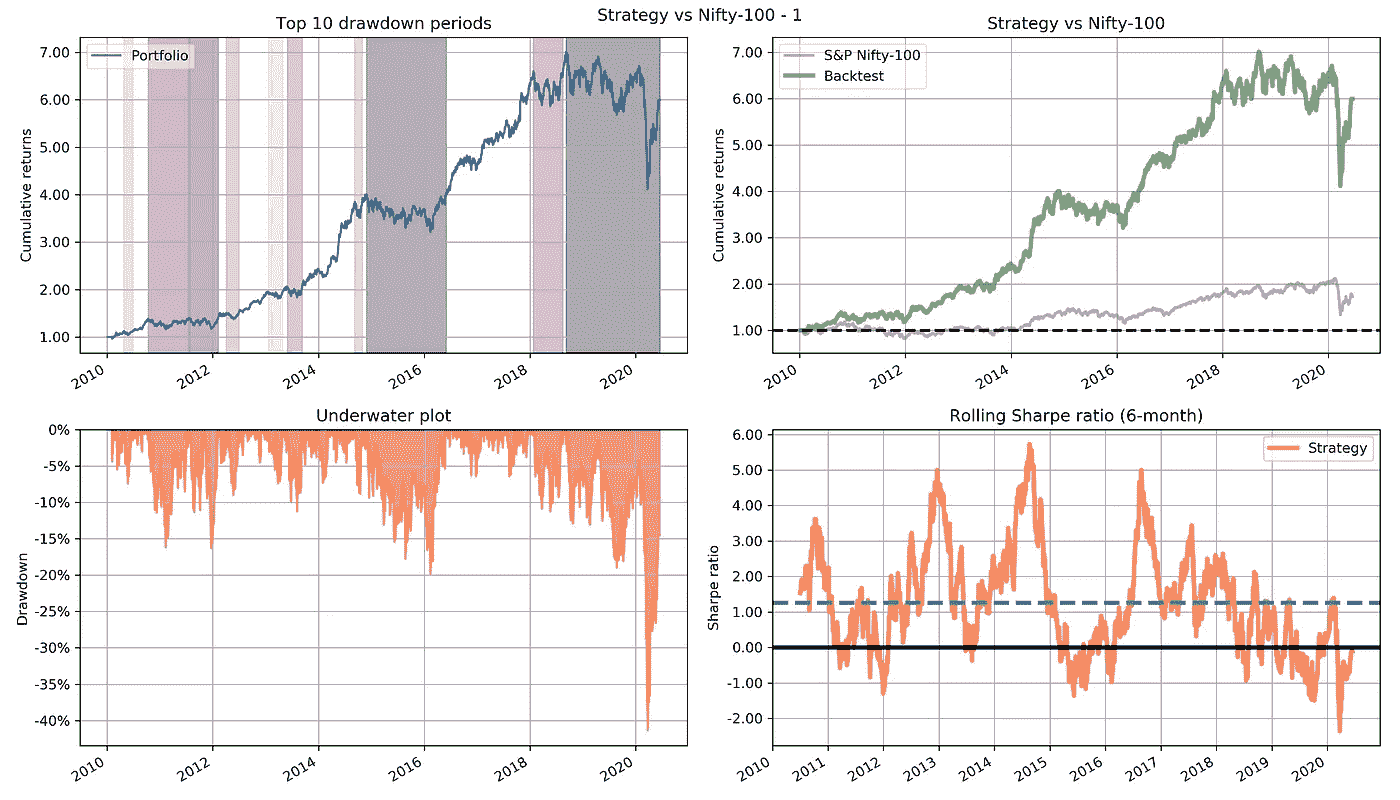 Strategy vs Nifty-100 - 1
Top 10 drawdown periods
Portfolio
Cumulative returns
7.00
6.00
5.00
4.00
3.00
2.00
1.00
2010 2012 2014 2016 2018 2020
Strategy vs Nifty-100
S&P Nifty-100
Backtest
Cumulative returns
7.00
6.00
5.00
4.00
3.00
2.00
1.00
2010 2012 2014 2016 2018 2020
Underwater plot
Drawdown
0%
-5%
-10%
-15%
-20%
-25%
-30%
-35%
-40%
2010 2012 2014 2016 2018 2020
Rolling Sharpe ratio (6-month)
Strategy
Sharpe ratio
6.00
5.00
4.00
3.00
2.00
1.00
0.00
-1.00
-2.00
2010 2011 2012 2013 2014 2015 2016 2017 2018 2019 2020